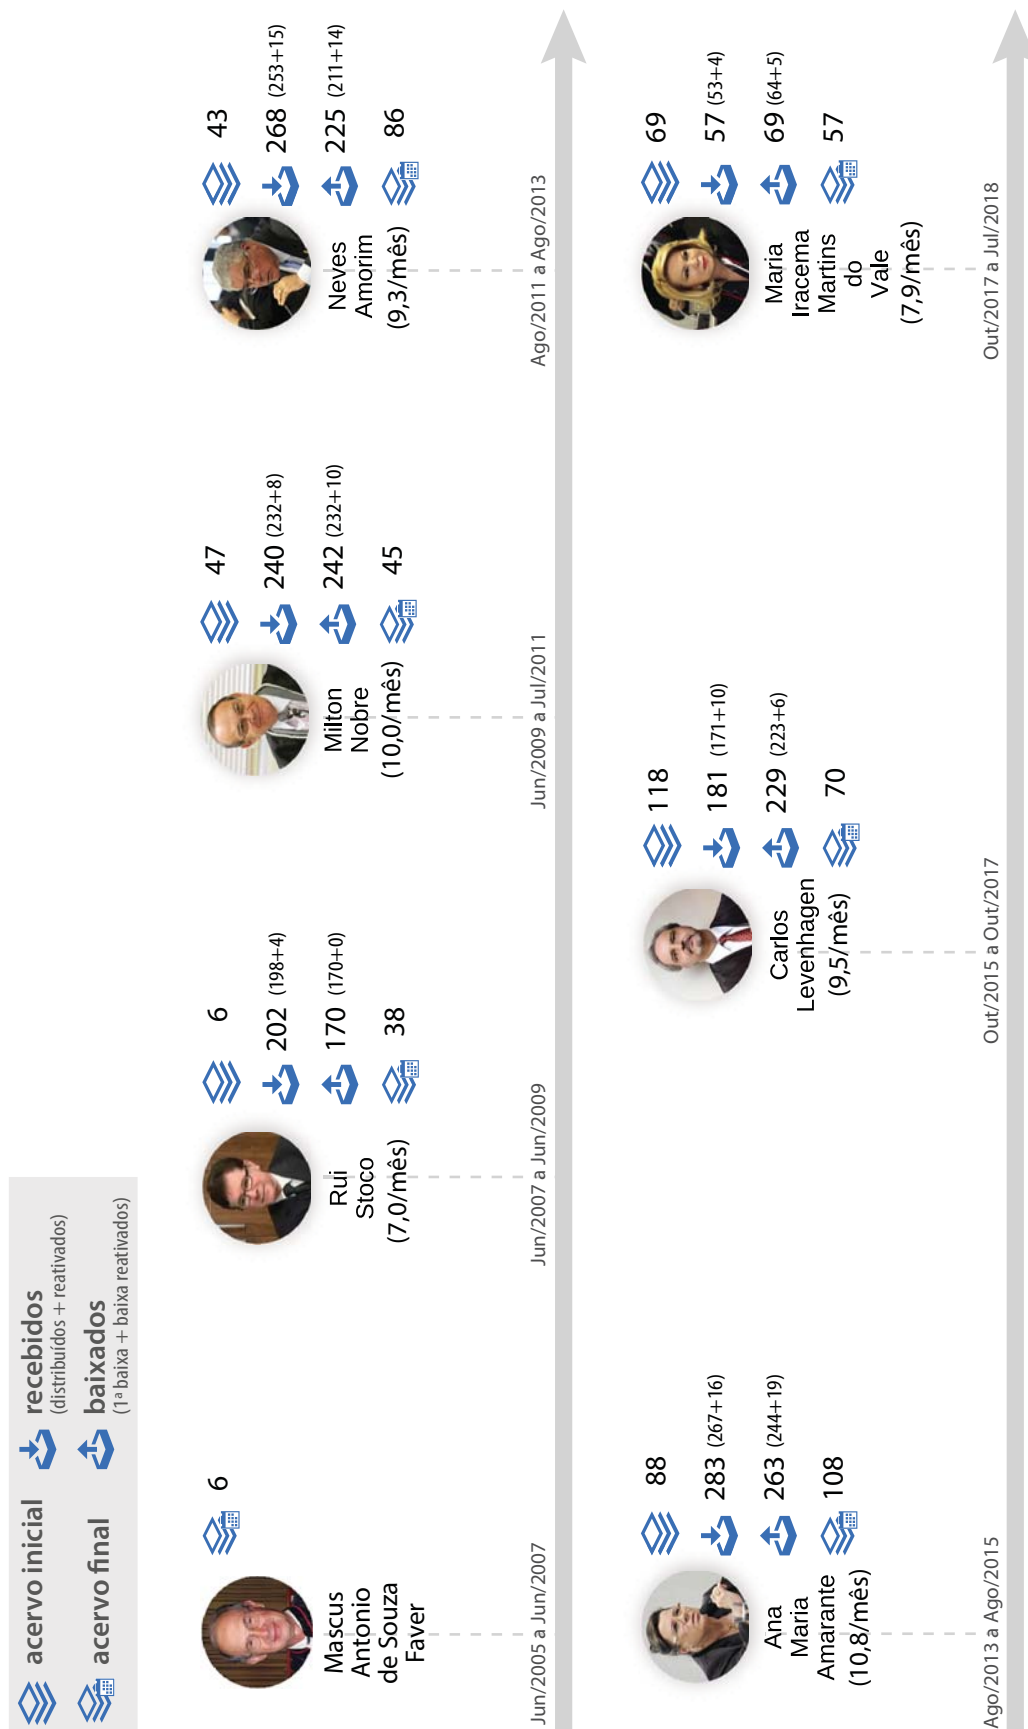 acervo inicial
recebidos
(distribuídos + reativados)
acervo final
baixados
(1ª baixa + baixa reativados)
Mascus
Antonio
de Souza
Faver
6
Jun/2005 a Jun/2007
Rui
Stoco
(7,0/mês)
6
202 (198+4)
170 (170+0)
38
Jun/2007 a Jun/2009
Milton
Nobre
(10,0/mês)
47
240 (232+8)
242 (232+10)
45
Jun/2009 a Jul/2011
Neves
Amorim
(9,3/mês)
43
268 (253+15)
225 (211+14)
86
Ago/2011 a Ago/2013
Ana
Maria
Amarante
(10,8/mês)
88
283 (267+16)
263 (244+19)
108
Ago/2013 a Ago/2015
Carlos
Levenhagen
(9,5/mês)
118
181 (171+10)
229 (223+6)
70
Out/2015 a Out/2017
Maria
Iracema
Martins
do
Vale
(7,9/mês)
69
57 (53+4)
69 (64+5)
57
Out/2017 a Jul/2018